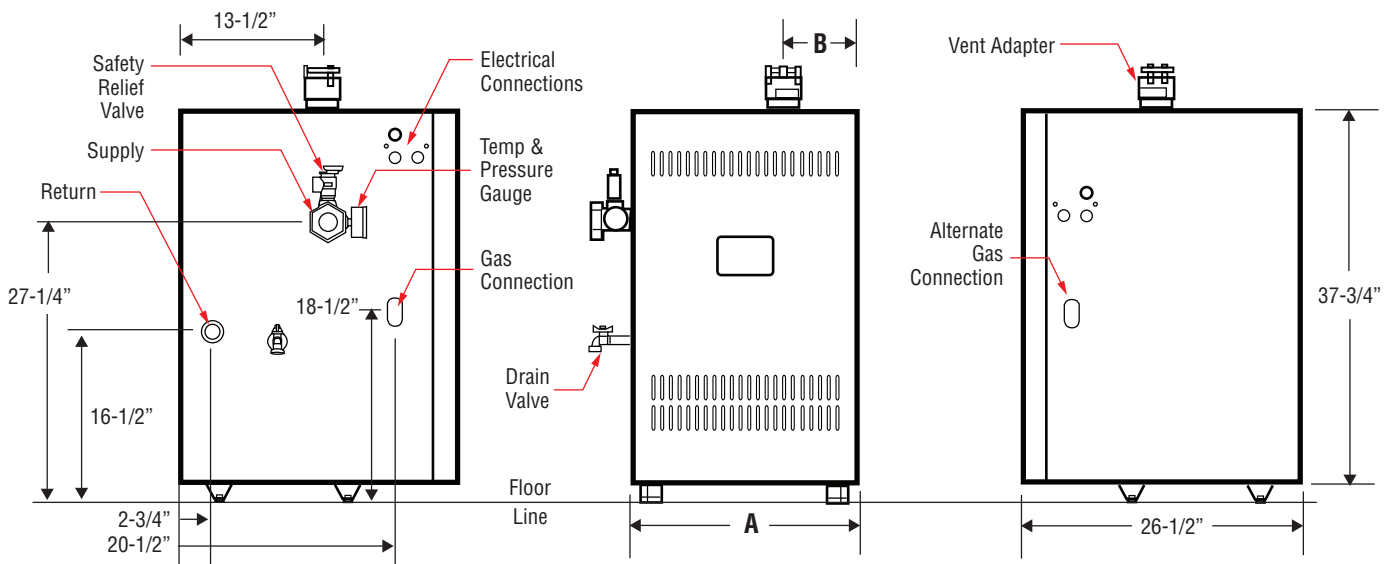 13-1/2”
Safety
Relief
Valve
Supply
Return
Electrical
Connections
Temp &
Pressure
Gauge
Gas
Connection
27-1/4”
18-1/2”
16-1/2”
2-3/4”
20-1/2”
B
Drain
Valve
Floor
Line
A
Vent Adapter
Alternate
Gas
Connection
37-3/4”
26-1/2”